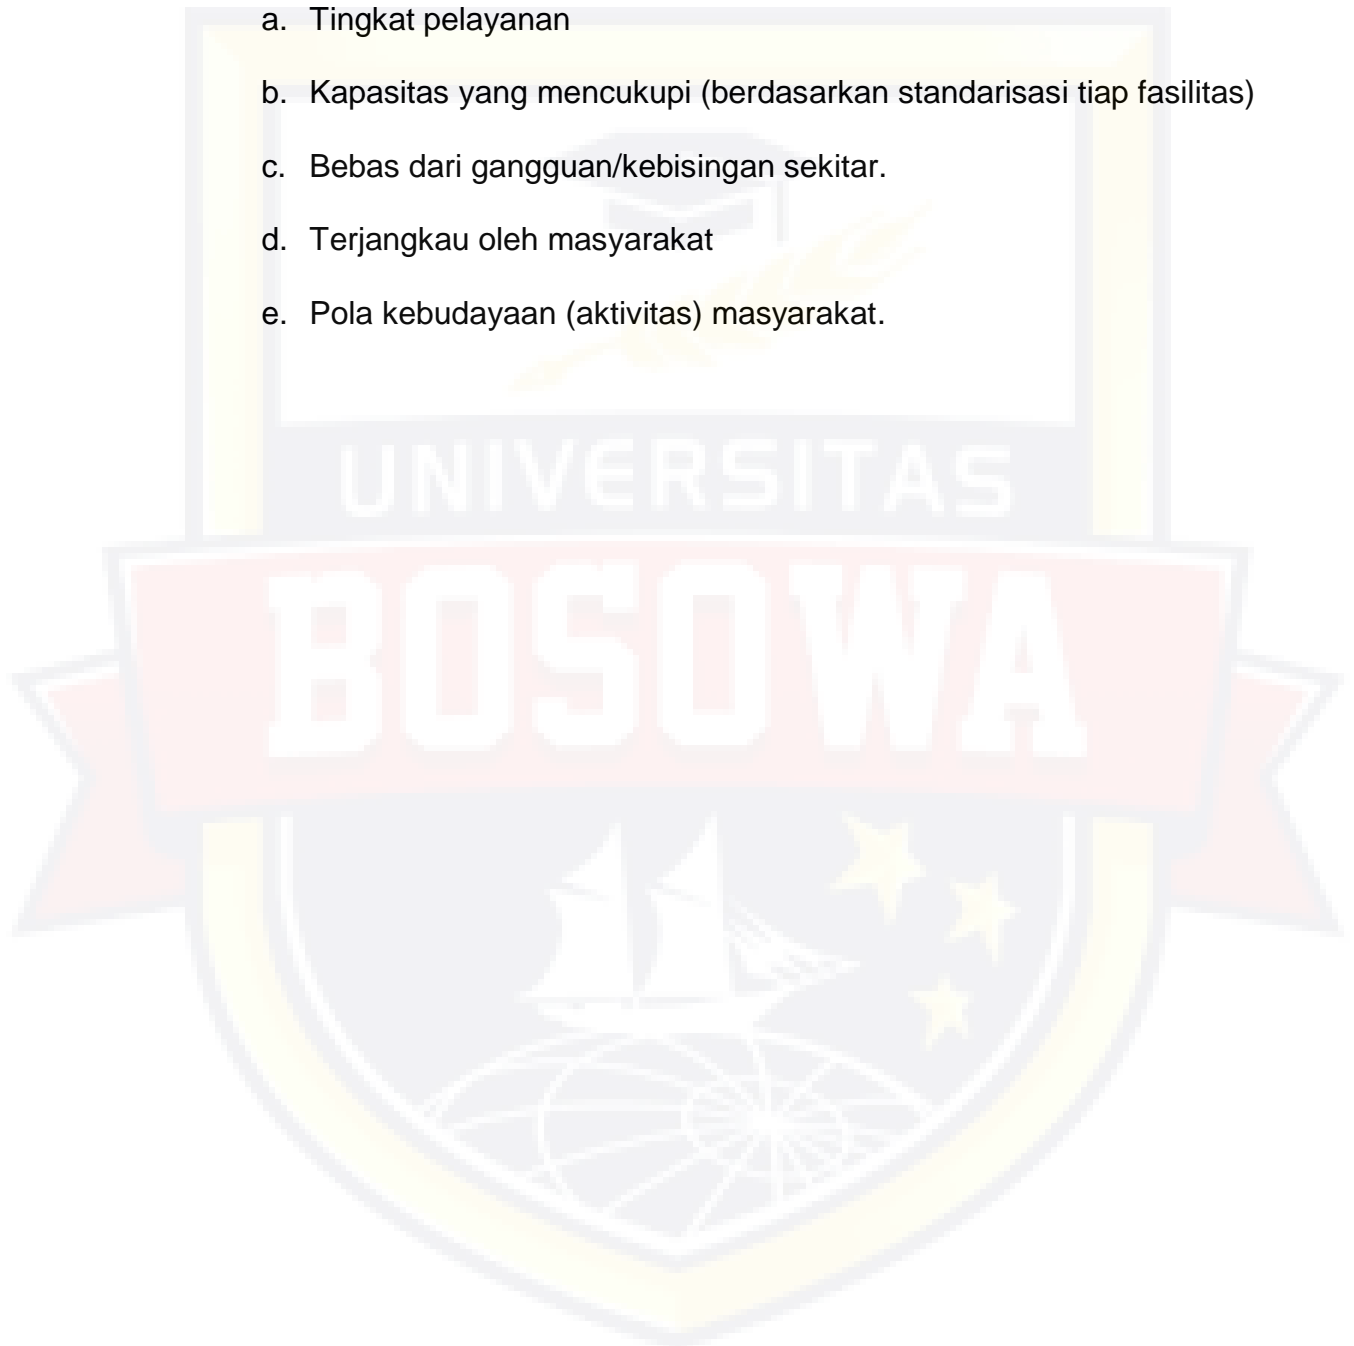 a. Tingkat pelayanan
b. Kapasitas yang mencukupi (berdasarkan standarisasi tiap fasilitas)
c. Bebas dari gangguan/kebisingan sekitar.
d. Terjangkau oleh masyarakat
e. Pola kebudayaan (aktivitas) masyarakat.
UNIVERSITAS
BOSOWA